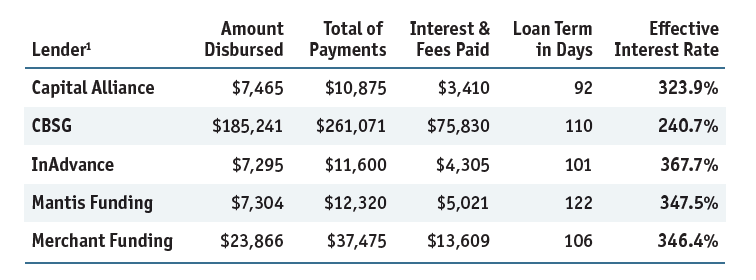 Amount Total of Interest & Loan Term Effective
Lender¹ Disbursed Payments Fees Paid in Days Interest Rate
Capital Alliance $7,465 $10,875 $3,410 92 323.9%
CBSG $185,241 $261,071 $75,830 110 240.7%
InAdvance $7,295 $11,600 $4,305 101 367.7%
Mantis Funding $7,304 $12,320 $5,021 122 347.5%
Merchant Funding $23,866 $37,475 $13,609 106 346.4%